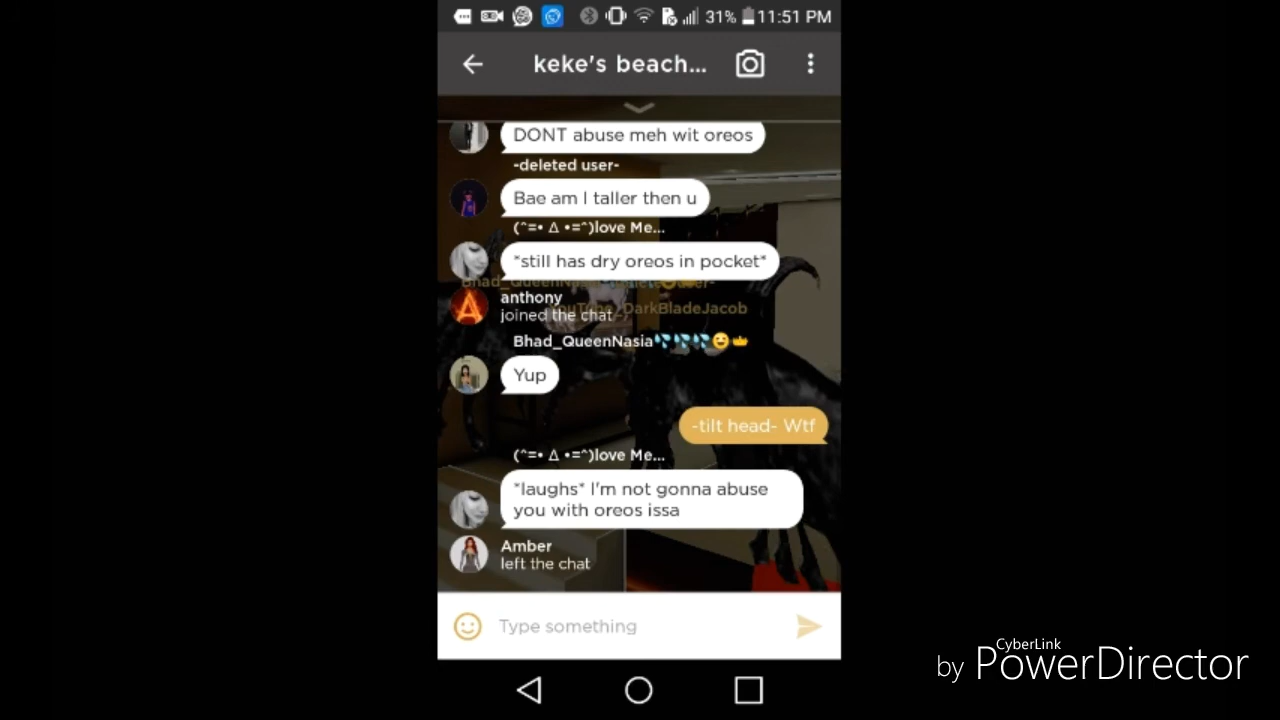 31% 11:51 PM
keke's beach...
DONT abuse meh wit oreos
-deleted user-
Bae am I taller then u
(^=• Δ •=^)love Me...
*still has dry oreos in pocket*
anthony
joined the chat
YouTube_DarkBladeJacob
Bhad_QueenNasia💦💦💦😆👑
Yup
-tilt head- Wtf
(^=• Δ •=^)love Me...
*laughs* I'm not gonna abuse
you with oreos issa
Amber
left the chat
Type something
CyberLink
by PowerDirector